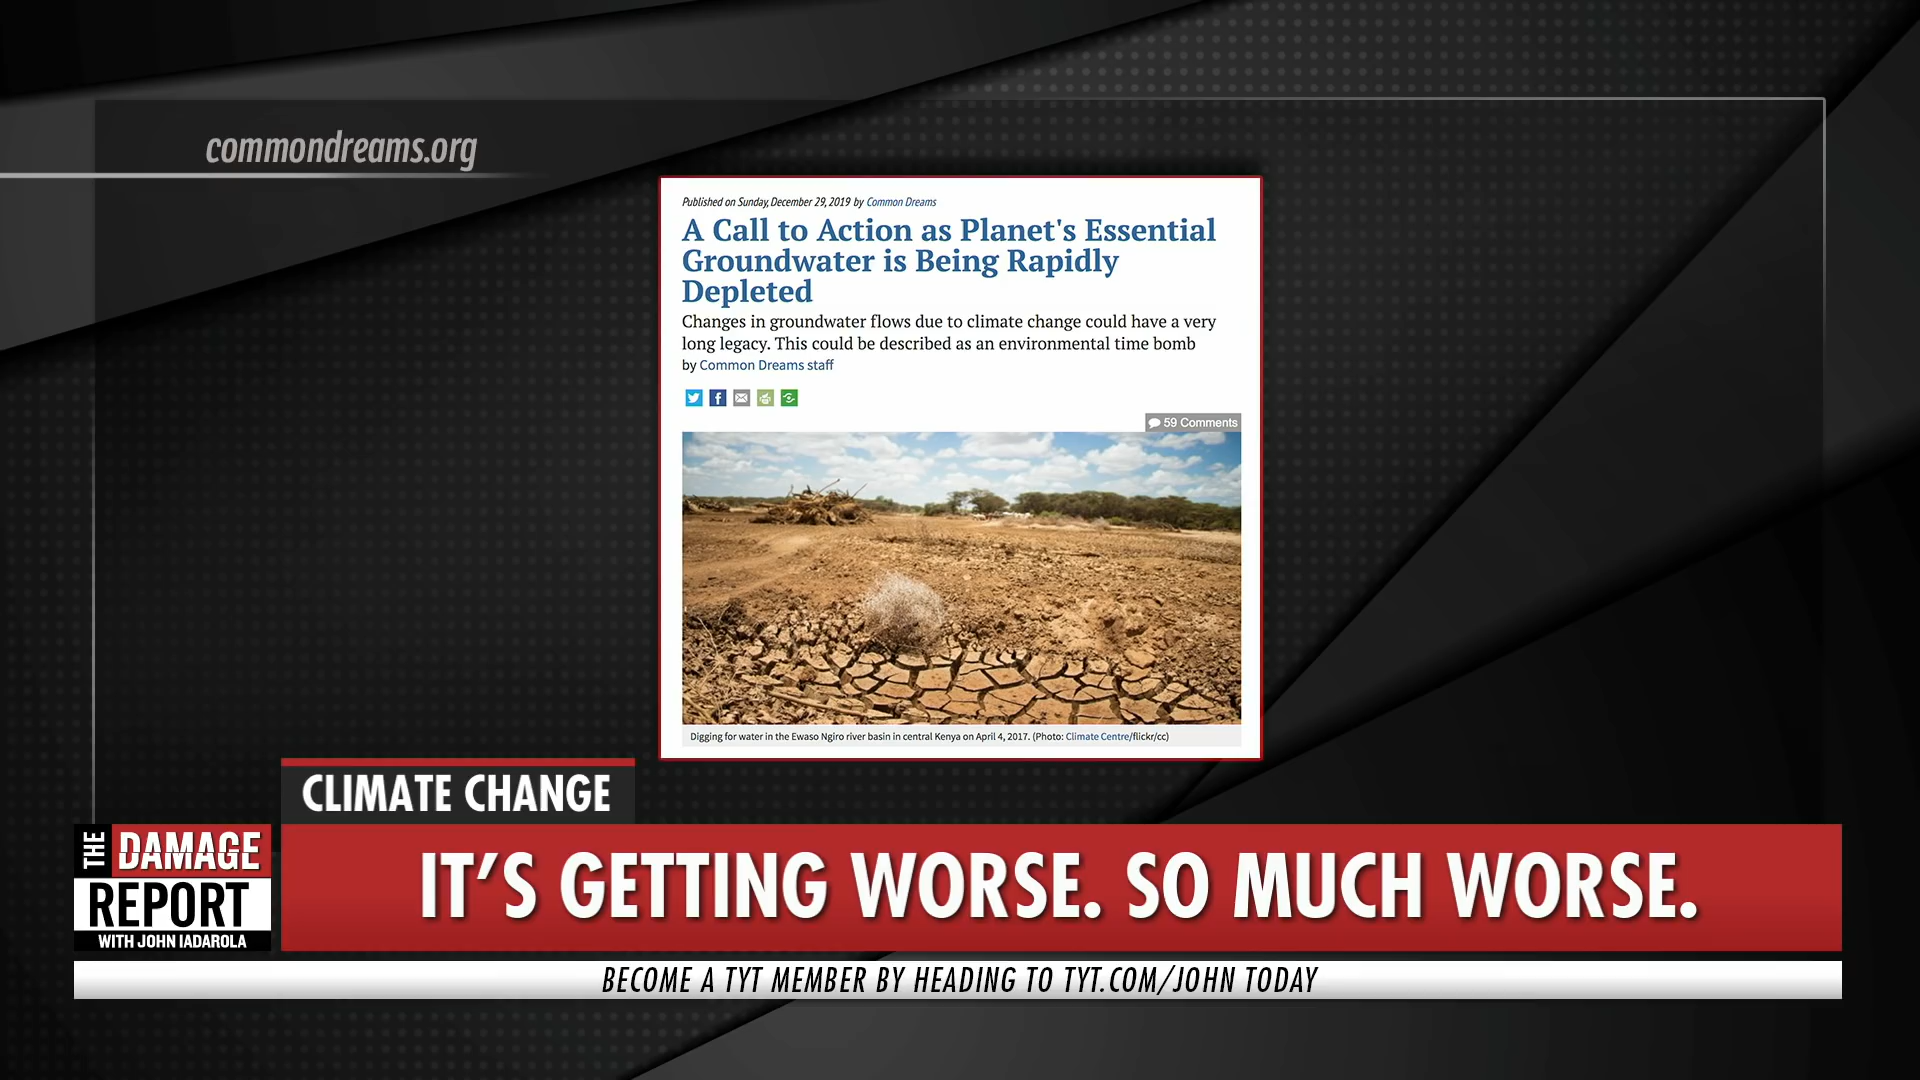 commondreams.org
Published on Sunday, December 29, 2019 by Common Dreams
A Call to Action as Planet's Essential
Groundwater is Being Rapidly
Depleted
Changes in groundwater flows due to climate change could have a very
long legacy. This could be described as an environmental time bomb
by Common Dreams staff
59 Comments
Digging for water in the Ewaso Ngiro river basin in central Kenya on April 4, 2017. (Photo: Climate Centre/flickr/cc)
CLIMATE CHANGE
THE DAMAGE
REPORT
WITH JOHN IADAROLA
IT'S GETTING WORSE. SO MUCH WORSE.
BECOME A TYT MEMBER BY HEADING TO TYT.COM/JOHN TODAY